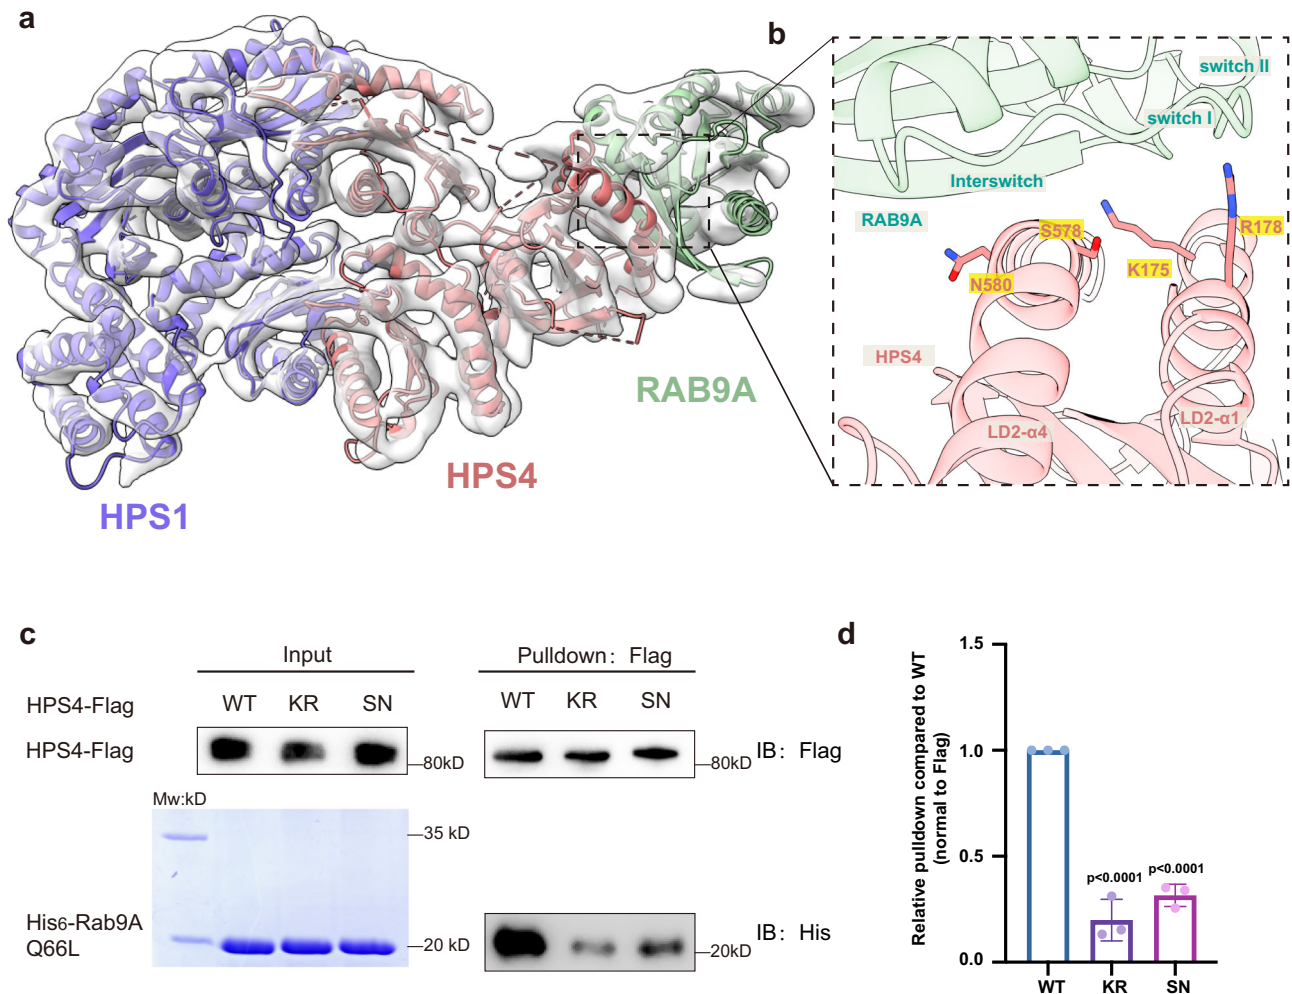 a
b
switch II
switch I
Interswitch
RAB9A
S578
R178
K175
N580
HPS4
LD2-α1
LD2-α4
RAB9A
HPS4
HPS1
c
Input
Pulldown: Flag
HPS4-Flag
WT KR SN
WT KR SN
HPS4-Flag
80kD
80kD
IB: Flag
Mw:kD
35 kD
His6-Rab9A
Q66L
20 kD
20kD
IB: His
d
Relative pulldown compared to WT
(normal to Flag)
1.5
1.0
0.5
0.0
p<0.0001
p<0.0001
WT KR SN